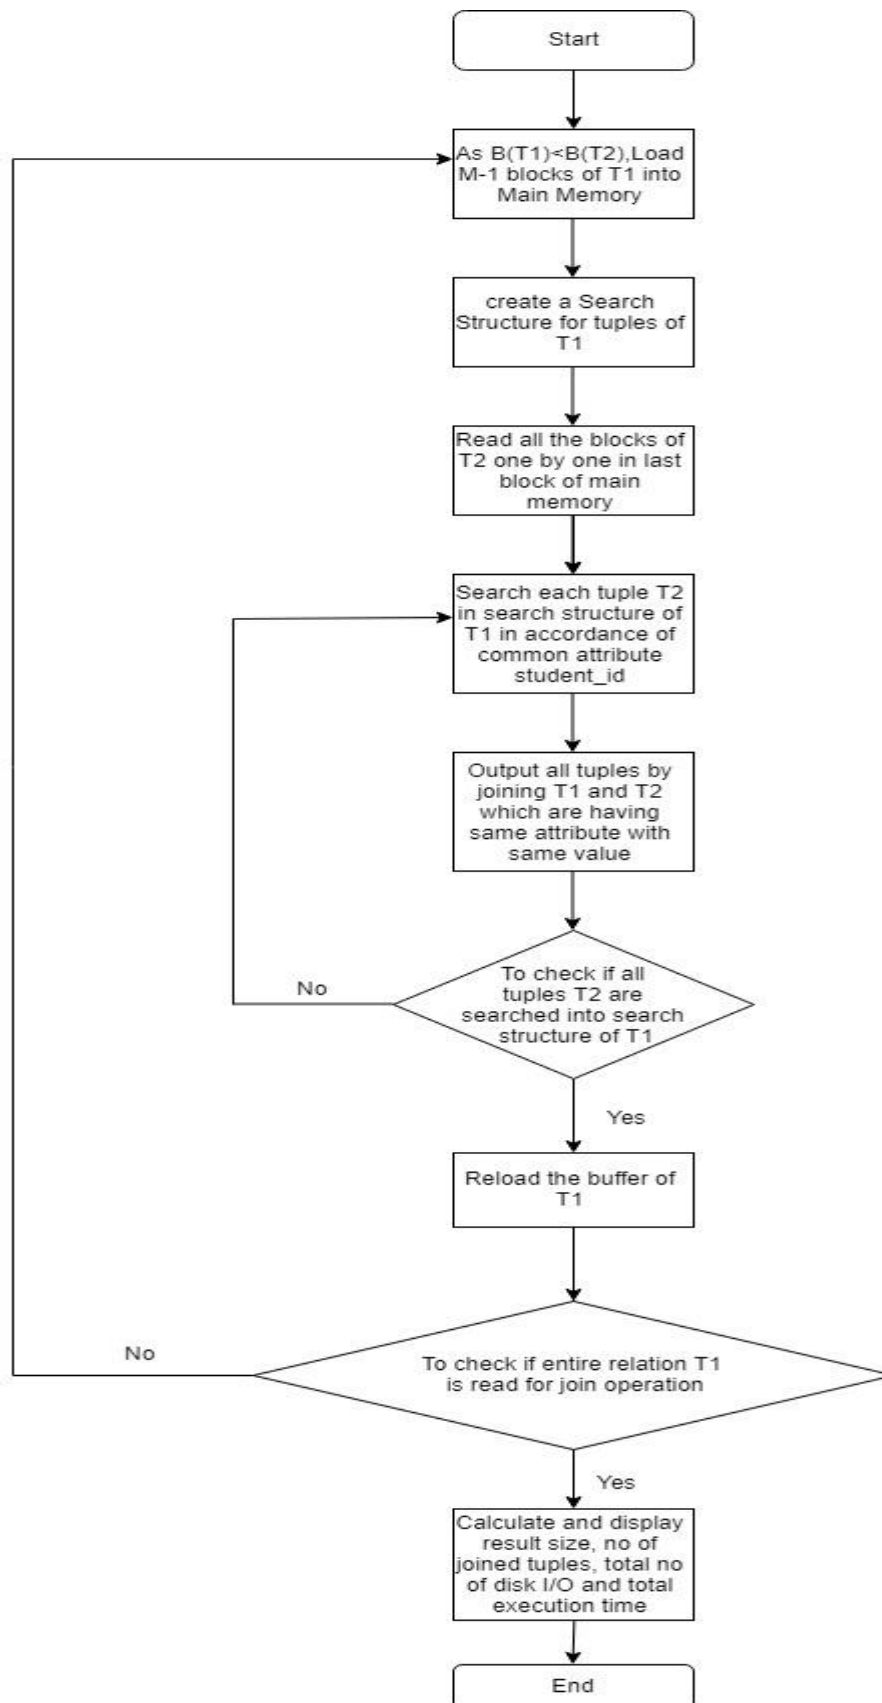 Start
As B(T1)<B(T2),Load
M-1 blocks of T1 into
Main Memory
create a Search
Structure for tuples of
T1
Read all the blocks of
T2 one by one in last
block of main
memory
Search each tuple T2
in search structure of
T1 in accordance of
common attribute
student_id
Output all tuples by
joining T1 and T2
which are having
same attribute with
same value
To check if all
tuples T2 are
searched into search
structure of T1
No
Yes
Reload the buffer of
T1
No
To check if entire relation T1
is read for join operation
Yes
Calculate and display
result size, no of
joined tuples, total no
of disk I/O and total
execution time
End